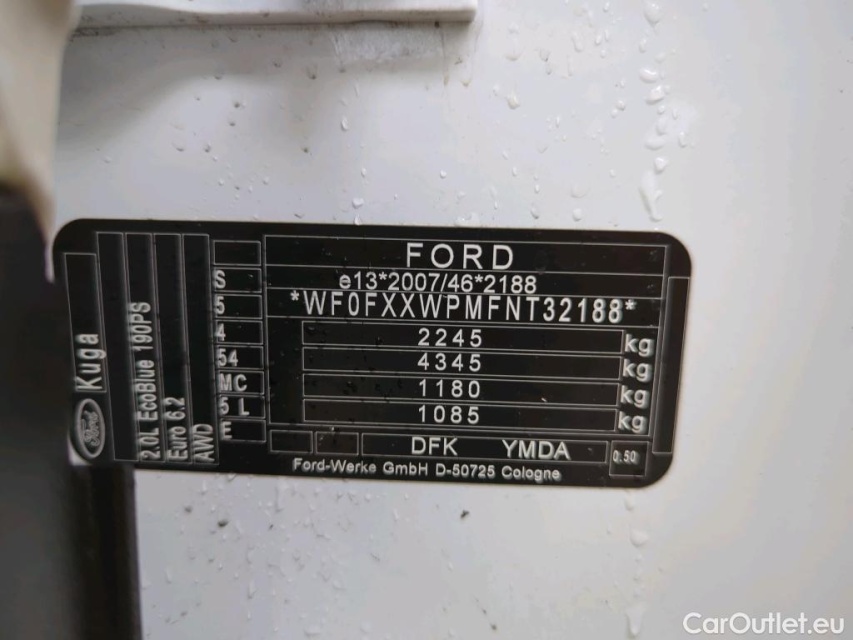 FORD
e13*2007/46*2188
*WF0FXXWPMFNT32188*
2245 kg
4345 kg
1180 kg
1085 kg
DFK YMDA 0.50
Ford-Werke GmbH D-50725 Cologne
S
5
4
54
MC
5 L
E
Kuga
Ford
2.0L EcoBlue 190PS
Euro 6.2
AWD
CarOutlet.eu